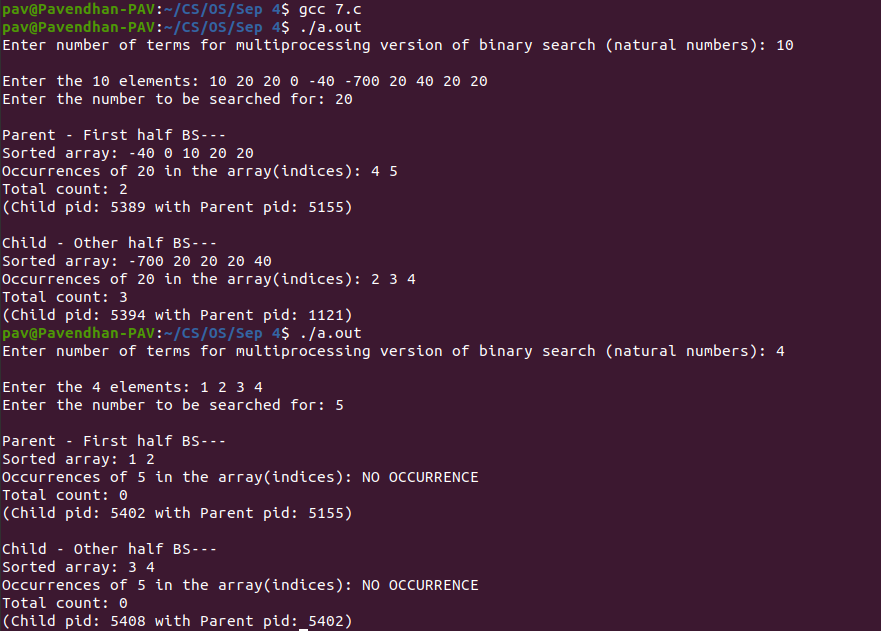 pav@Pavendhan-PAV:~/CS/OS/Sep 4$ gcc 7.c
pav@Pavendhan-PAV:~/CS/OS/Sep 4$ ./a.out
Enter number of terms for multiprocessing version of binary search (natural numbers): 10
Enter the 10 elements: 10 20 20 0 -40 -700 20 40 20 20
Enter the number to be searched for: 20
Parent - First half BS---
Sorted array: -40 0 10 20 20
Occurrences of 20 in the array(indices): 4 5
Total count: 2
(Child pid: 5389 with Parent pid: 5155)
Child - Other half BS---
Sorted array: -700 20 20 20 40
Occurrences of 20 in the array(indices): 2 3 4
Total count: 3
(Child pid: 5394 with Parent pid: 1121)
pav@Pavendhan-PAV:~/CS/OS/Sep 4$ ./a.out
Enter number of terms for multiprocessing version of binary search (natural numbers): 4
Enter the 4 elements: 1 2 3 4
Enter the number to be searched for: 5
Parent - First half BS---
Sorted array: 1 2
Occurrences of 5 in the array(indices): NO OCCURRENCE
Total count: 0
(Child pid: 5402 with Parent pid: 5155)
Child - Other half BS---
Sorted array: 3 4
Occurrences of 5 in the array(indices): NO OCCURRENCE
Total count: 0
(Child pid: 5408 with Parent pid: 5402)